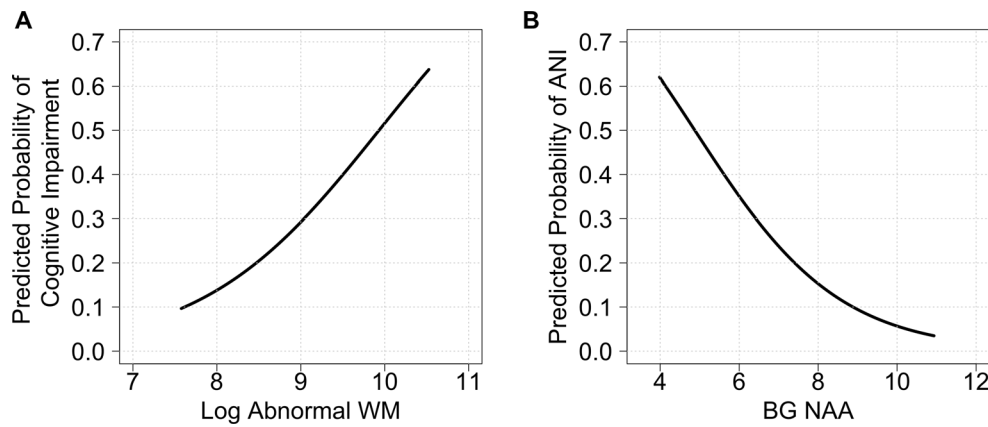 A
Predicted Probability of
Cognitive Impairment
0.7
0.6
0.5
0.4
0.3
0.2
0.1
0.0
7 8 9 10 11
Log Abnormal WM
B
Predicted Probability of ANI
0.7
0.6
0.5
0.4
0.3
0.2
0.1
0.0
4 6 8 10 12
BG NAA